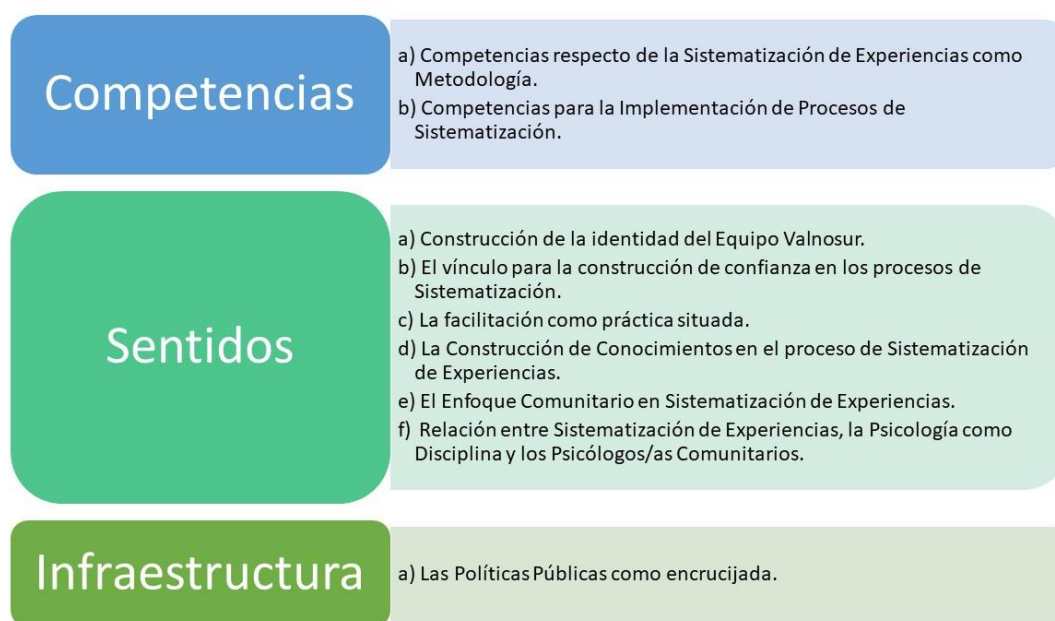 Competencias
a) Competencias respecto de la Sistematización de Experiencias como
Metodología.
b) Competencias para la Implementación de Procesos de
Sistematización.
Sentidos
a) Construcción de la identidad del Equipo Valnosur.
b) El vínculo para la construcción de confianza en los procesos de
Sistematización.
c) La facilitación como práctica situada.
d) La Construcción de Conocimientos en el proceso de Sistematización
de Experiencias.
e) El Enfoque Comunitario en Sistematización de Experiencias.
f) Relación entre Sistematización de Experiencias, la Psicología como
Disciplina y los Psicólogos/as Comunitarios.
Infraestructura
a) Las Políticas Públicas como encrucijada.